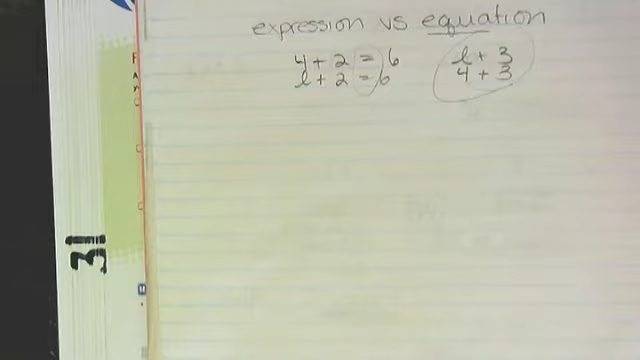 expression vs equation
4 + 2 = 6
l + 2 = 6
l + 3
4 + 3
31